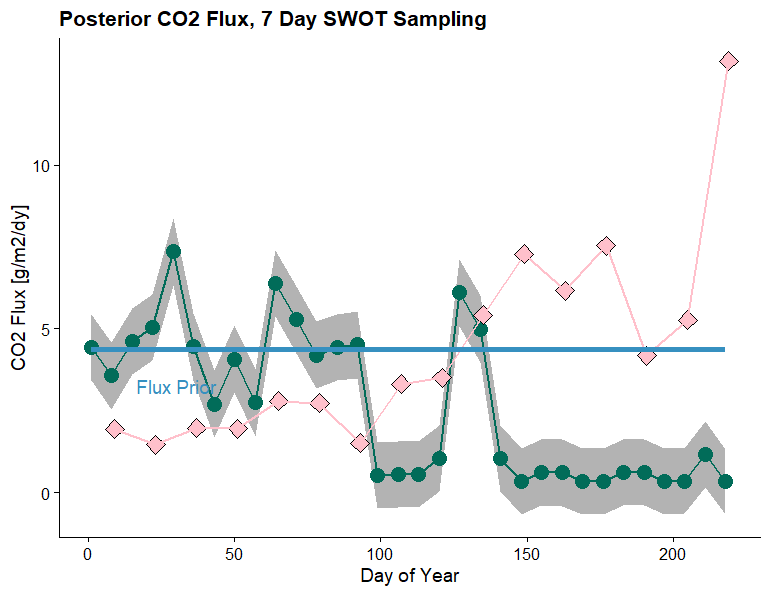 Posterior CO2 Flux, 7 Day SWOT Sampling
CO2 Flux [g/m2/dy]
10
5
0
Flux Prior
0 50 100 150 200
Day of Year